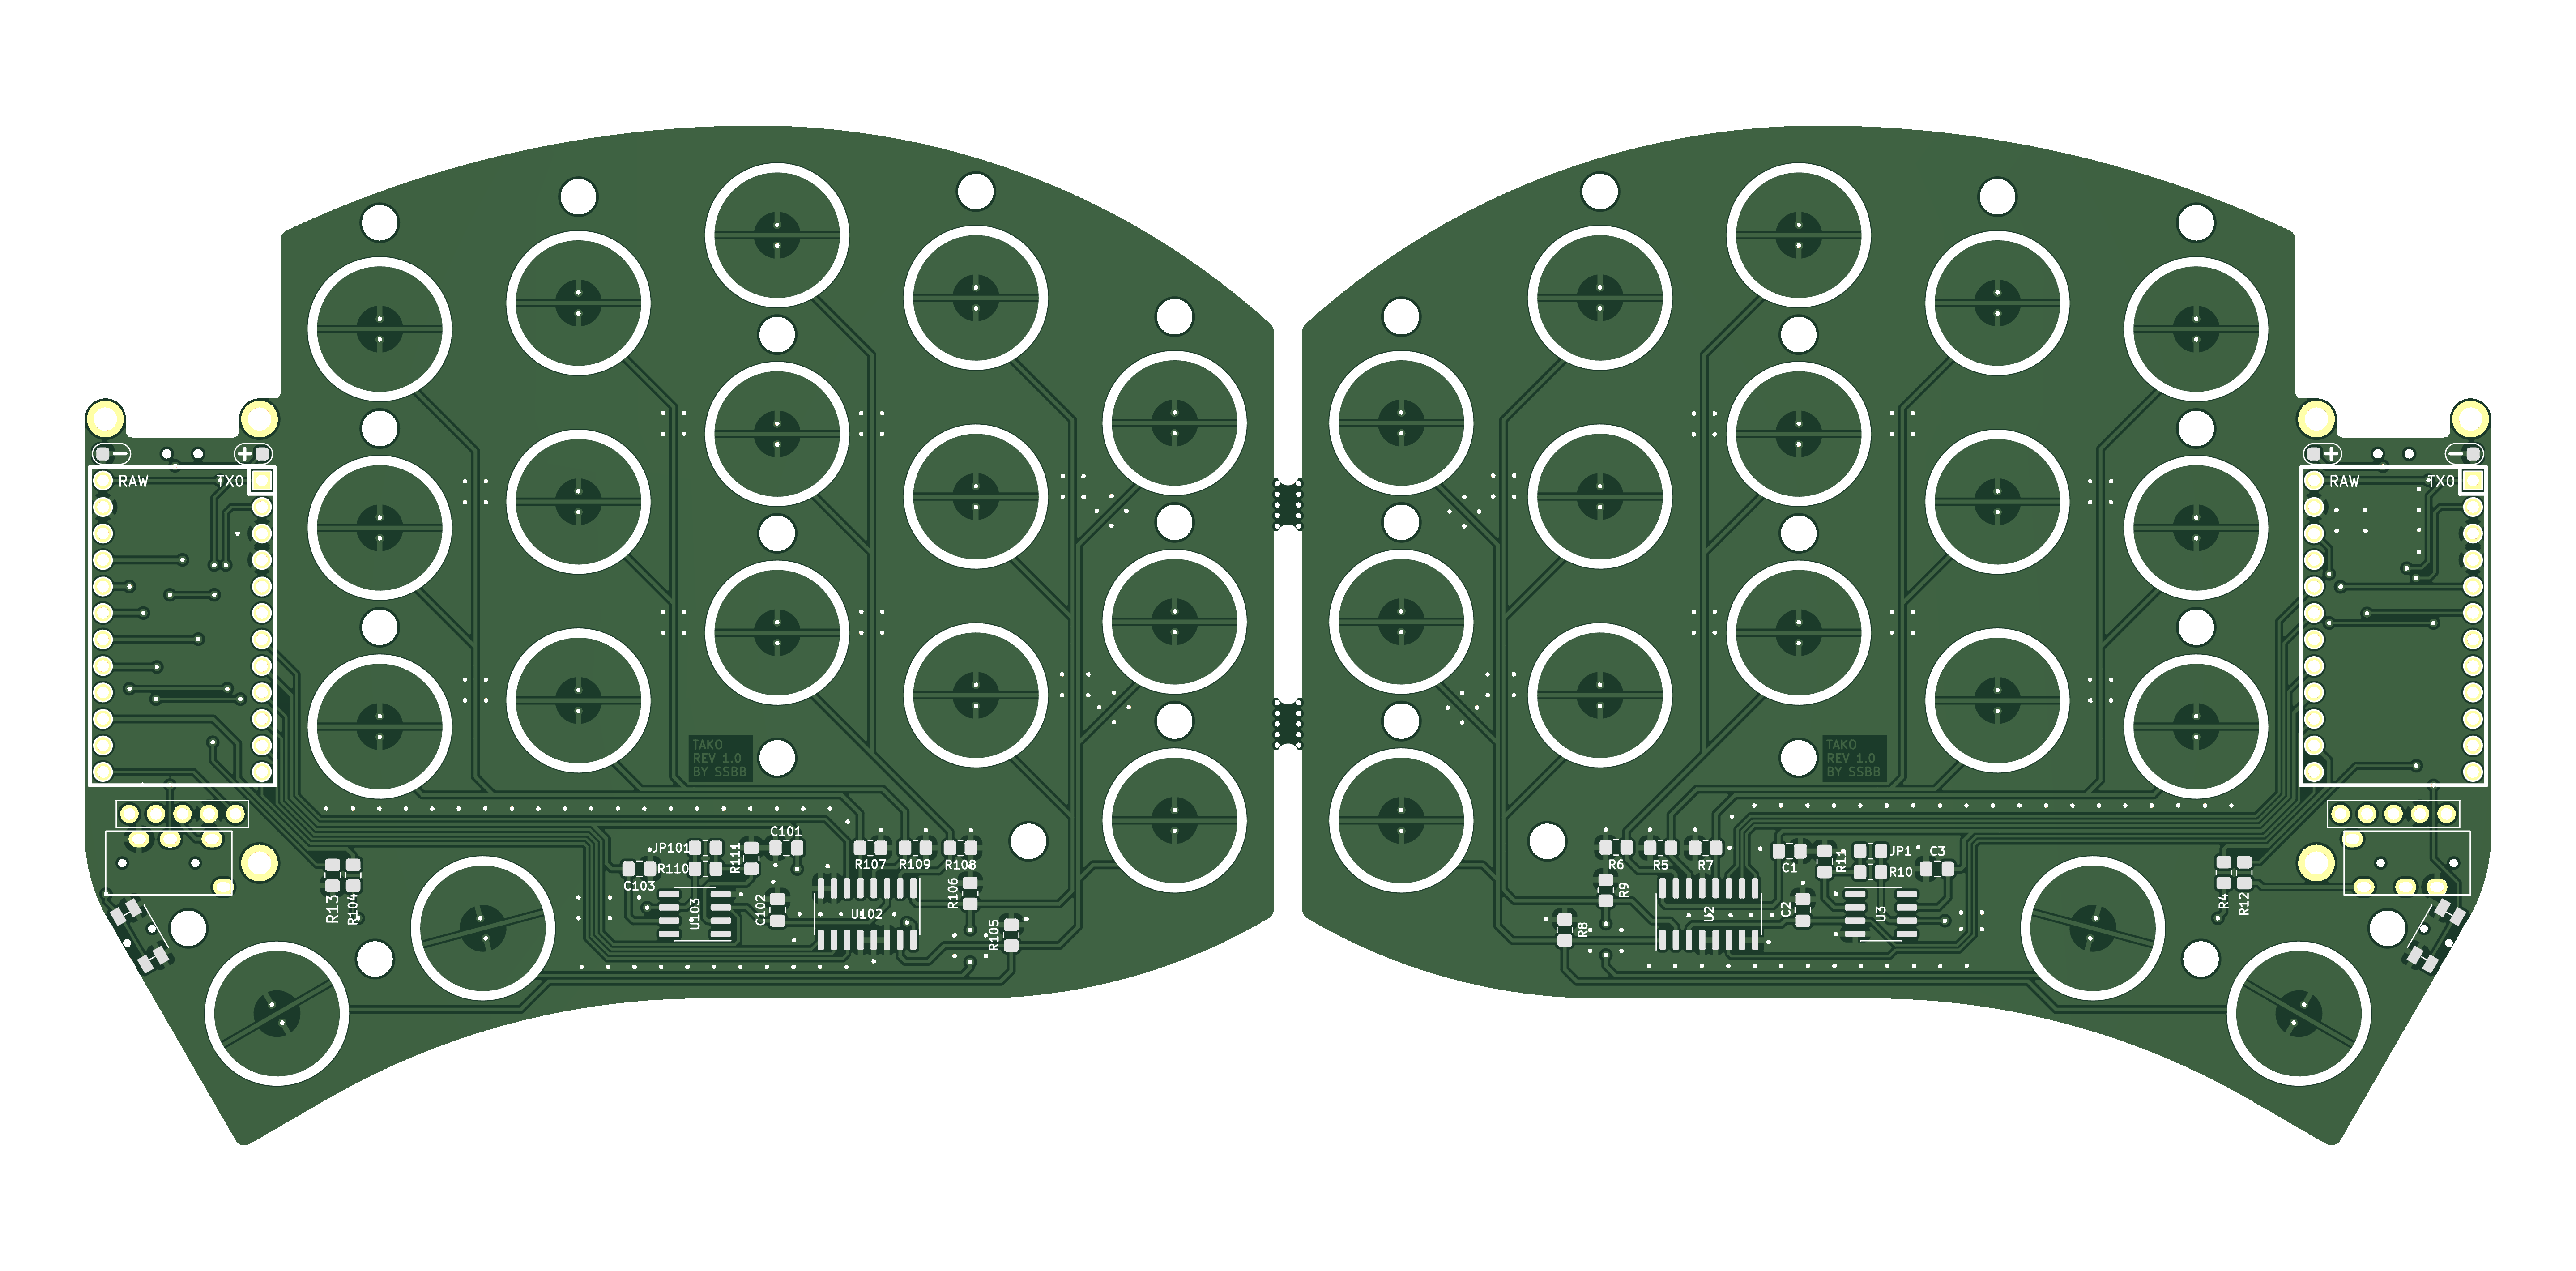 − +
RAW TX0
+ −
RAW TX0
TAKO
REV 1.0
BY SSBB
TAKO
REV 1.0
BY SSBB
C101
JP101
R111
R110
C103
R107
R109
R108
R106
R13
R104
C102
U103
U102
R105
R6
R5
R7
C1
R11
JP1
R10
C3
R9
R8
U2
C2
U3
R4
R12